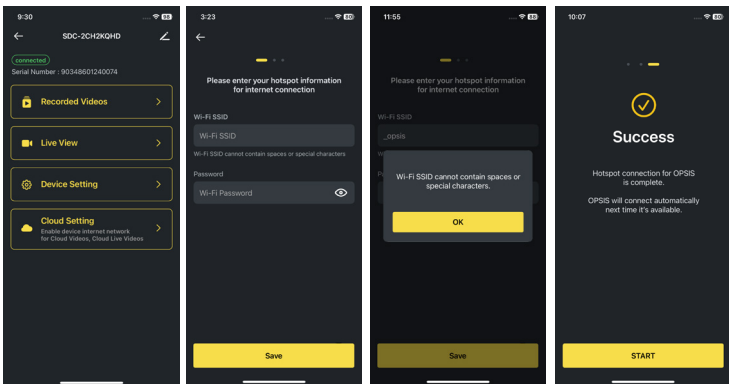 9:30
98
SDC-2CH2KQHD
connected
Serial Number : 90348601240074
Recorded Videos
Live View
Device Setting
Cloud Setting
Enable device internet network
for Cloud Videos, Cloud Live Videos
3:23
80
Please enter your hotspot information
for internet connection
Wi-Fi SSID
Wi-Fi SSID
Wi-Fi SSID cannot contain spaces or special characters
Password
Wi-Fi Password
Save
11:55
Please enter your hotspot information
for internet connection
Wi-Fi SSID
_opsis
Wi-Fi SSID cannot contain spaces or
special characters.
OK
Save
10:07
Success
Hotspot connection for OPSIS
is complete.
OPSIS will connect automatically
next time it's available.
START